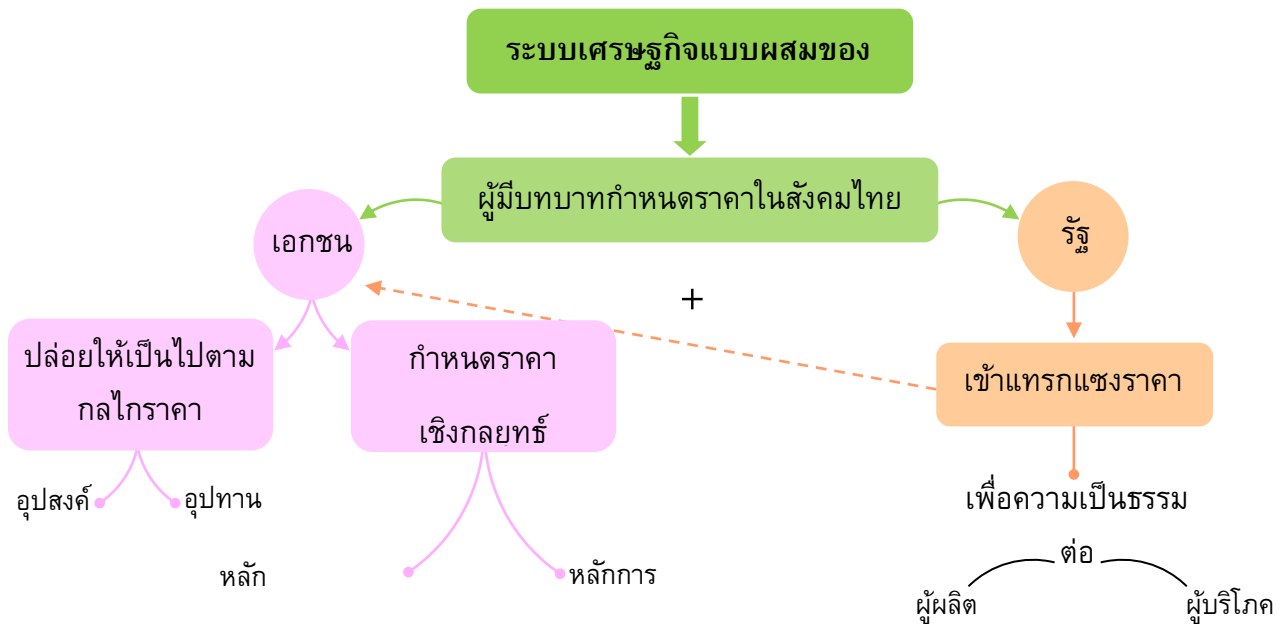 ระบบเศรษฐกิจแบบผสมของ
ผู้มีบทบาทกำหนดราคาในสังคมไทย
เอกชน
รัฐ
+
ปล่อยให้เป็นไปตาม
กลไกราคา
กำหนดราคา
เชิงกลยทธ์
เข้าแทรกแซงราคา
อุปสงค์
อุปทาน
เพื่อความเป็นธรรม
ต่อ
หลัก
หลักการ
ผู้ผลิต
ผู้บริโภค